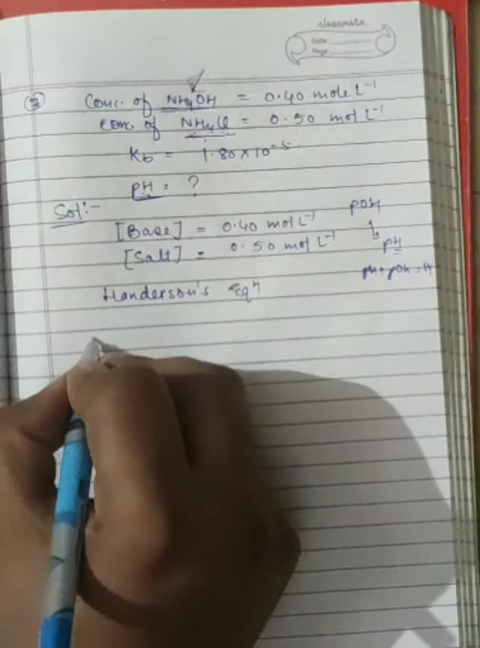 classmate
Date
Page
③ Conc. of NH4OH = 0.40 mole L⁻¹
Conc. of NH4Cl = 0.50 mol L⁻¹
Kb = 1.80×10⁻⁵
pH = ?
Sol:-
[Base] = 0.40 mol L⁻¹
[Salt] = 0.50 mol L⁻¹
pOH
pH
pH+pOH=14
Handerson's Eqⁿ